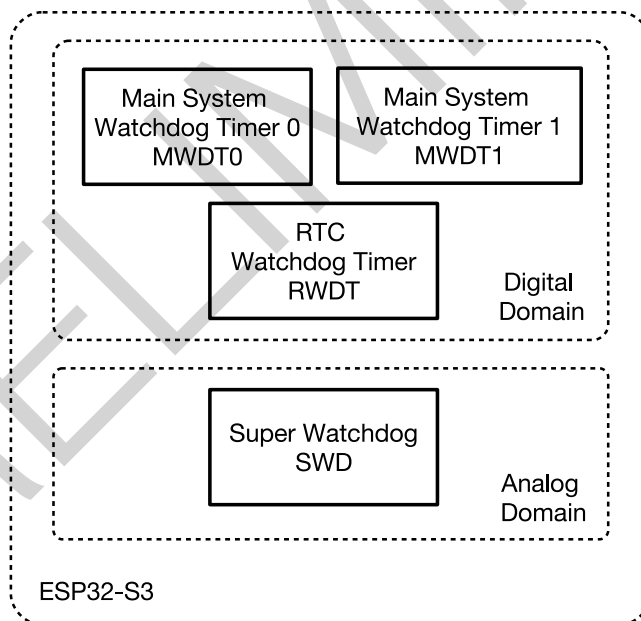 Main System
Watchdog Timer 0
MWDT0
Main System
Watchdog Timer 1
MWDT1
RTC
Watchdog Timer
RWDT
Digital
Domain
Super Watchdog
SWD
Analog
Domain
ESP32-S3